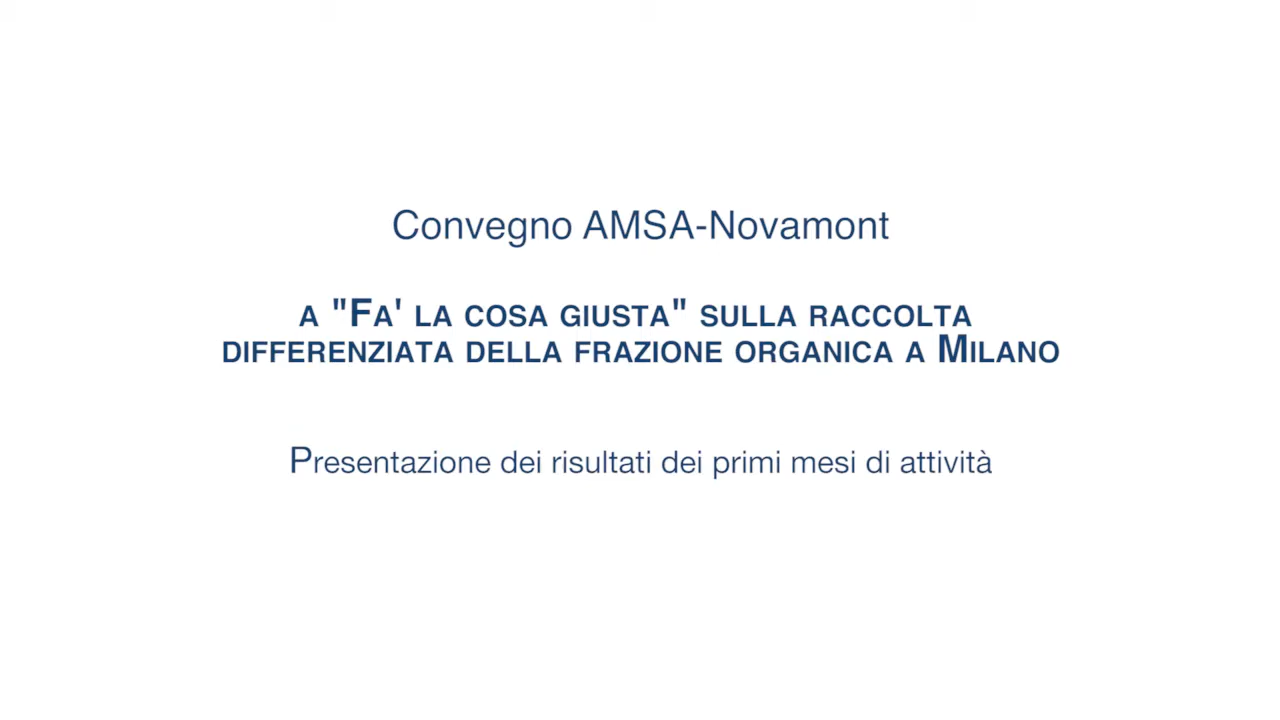 Convegno AMSA-Novamont
A "FA' LA COSA GIUSTA" SULLA RACCOLTA
DIFFERENZIATA DELLA FRAZIONE ORGANICA A MILANO
Presentazione dei risultati dei primi mesi di attività